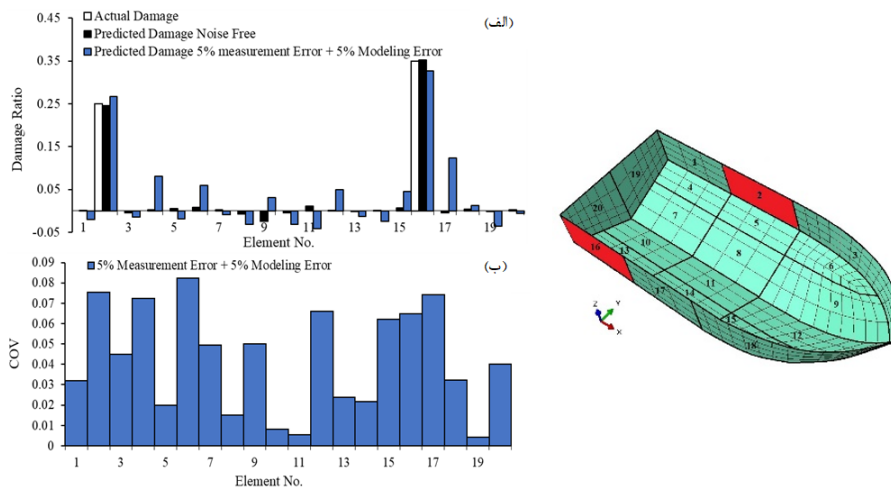 (الف)
Actual Damage
Predicted Damage Noise Free
Predicted Damage 5% measurement Error + 5% Modeling Error
0.45
0.35
0.25
0.15
0.05
-0.05
Damage Ratio
1 3 5 7 9 11 13 15 17 19
Element No.
(ب)
5% Measurement Error + 5% Modeling Error
0.09
0.08
0.07
0.06
0.05
0.04
0.03
0.02
0.01
0
COV
1 3 5 7 9 11 13 15 17 19
Element No.
1
2
3
4
5
6
7
8
9
10
11
12
13
14
15
16
17
18
19
20
Z Y X